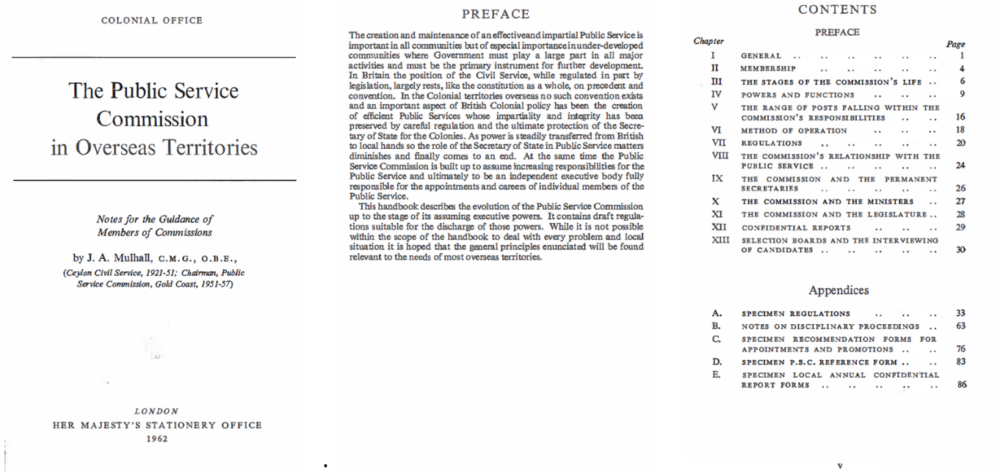 COLONIAL OFFICE
The Public Service
Commission
in Overseas Territories
Notes for the Guidance of
Members of Commissions
by J. A. Mulhall, C.M.G., O.B.E.,
(Ceylon Civil Service, 1921-51; Chairman, Public
Service Commission, Gold Coast, 1951-57)
LONDON
HER MAJESTY'S STATIONERY OFFICE
1962
PREFACE
The creation and maintenance of an effective and impartial Public Service is
important in all communities but of especial importance in under-developed
communities where Government must play a large part in all major
activities and must be the primary instrument for further development.
In Britain the position of the Civil Service, while regulated in part by
legislation, largely rests, like the constitution as a whole, on precedent and
convention. In the Colonial territories overseas no such convention exists
and an important aspect of British Colonial policy has been the creation
of efficient Public Services whose impartiality and integrity has been
preserved by careful regulation and the ultimate protection of the Secre-
tary of State for the Colonies. As power is steadily transferred from British
to local hands so the role of the Secretary of State in Public Service matters
diminishes and finally comes to an end. At the same time the Public
Service Commission is built up to assume increasing responsibilities for the
Public Service and ultimately to be an independent executive body fully
responsible for the appointments and careers of individual members of the
Public Service.
This handbook describes the evolution of the Public Service Commission
up to the stage of its assuming executive powers. It contains draft regula-
tions suitable for the discharge of those powers. While it is not possible
within the scope of the handbook to deal with every problem and local
situation it is hoped that the general principles enunciated will be found
relevant to the needs of most overseas territories.
CONTENTS
PREFACE
Chapter Page
I GENERAL .. .. .. .. .. .. 1
II MEMBERSHIP .. .. .. .. .. 4
III THE STAGES OF THE COMMISSION'S LIFE .. 6
IV POWERS AND FUNCTIONS .. .. .. 9
V THE RANGE OF POSTS FALLING WITHIN THE
COMMISSION'S RESPONSIBILITIES .. .. 16
VI METHOD OF OPERATION .. .. .. 18
VII REGULATIONS .. .. .. .. .. 20
VIII THE COMMISSION'S RELATIONSHIP WITH THE
PUBLIC SERVICE .. .. .. .. .. 24
IX THE COMMISSION AND THE PERMANENT
SECRETARIES .. .. .. .. .. 26
X THE COMMISSION AND THE MINISTERS .. 27
XI THE COMMISSION AND THE LEGISLATURE .. 28
XII CONFIDENTIAL REPORTS .. .. .. 29
XIII SELECTION BOARDS AND THE INTERVIEWING
OF CANDIDATES .. .. .. .. .. 30
Appendices
A. SPECIMEN REGULATIONS .. .. .. 33
B. NOTES ON DISCIPLINARY PROCEEDINGS .. 63
C. SPECIMEN RECOMMENDATION FORMS FOR
APPOINTMENTS AND PROMOTIONS .. .. 76
D. SPECIMEN P.S.C. REFERENCE FORM .. .. 83
E. SPECIMEN LOCAL ANNUAL CONFIDENTIAL
REPORT FORMS .. .. .. .. .. 86
v